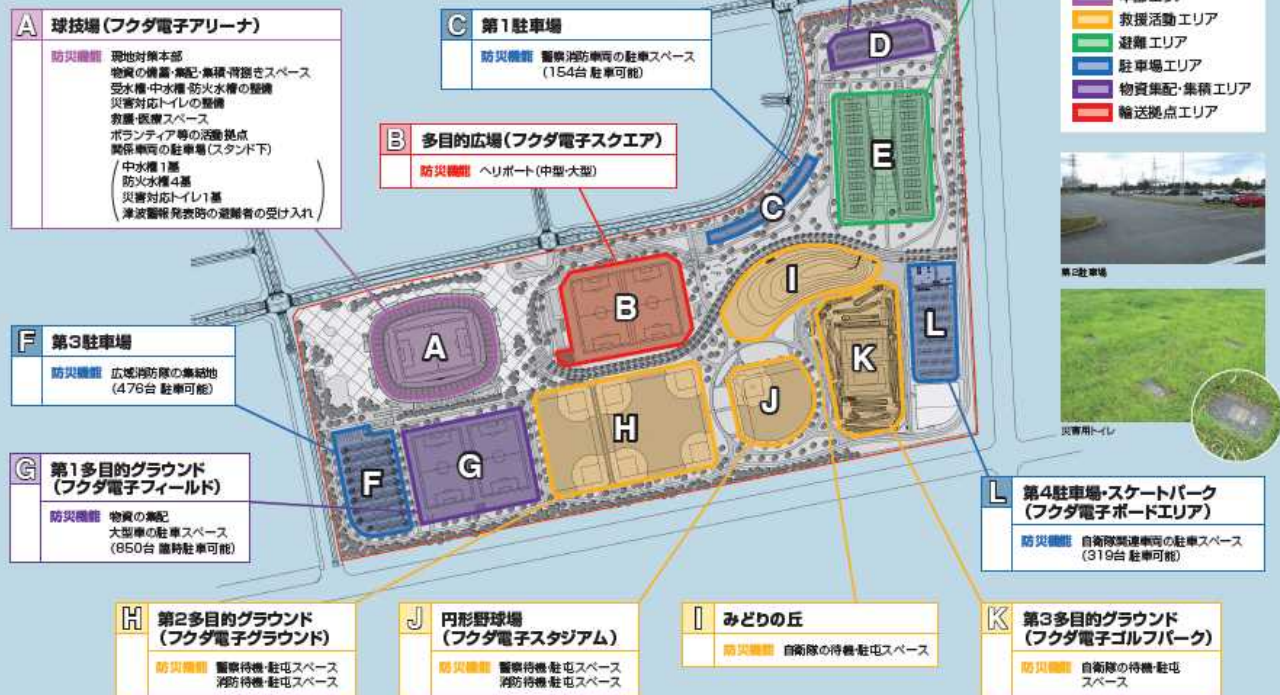 A 球技場(フクダ電子アリーナ)
防災機能 現地対策本部
物資の備蓄・集配・集積・荷捌きスペース
受水槽・中水槽・防火水槽の整備
災害対応トイレの整備
救護・医療スペース
ボランティア等の活動拠点
関係車両の駐車場(スタンド下)
中水槽1基
防火水槽4基
災害対応トイレ1基
津波警報発表時の避難者の受け入れ
C 第1駐車場
防災機能 警察消防車両の駐車スペース
(154台 駐車可能)
B 多目的広場(フクダ電子スクエア)
防災機能 ヘリポート(中型・大型)
救援活動エリア
避難エリア
駐車場エリア
物資集配・集積エリア
輸送拠点エリア
第2駐車場
災害用トイレ
D
E
C
I
B
L
A
K
J
H
G
F
F 第3駐車場
防災機能 広域消防隊の集結地
(476台 駐車可能)
G 第1多目的グラウンド
(フクダ電子フィールド)
防災機能 物資の集配
大型車の駐車スペース
(850台 臨時駐車可能)
L 第4駐車場・スケートパーク
(フクダ電子ボードエリア)
防災機能 自衛隊関連車両の駐車スペース
(319台 駐車可能)
H 第2多目的グラウンド
(フクダ電子グラウンド)
防災機能 警察待機・駐屯スペース
消防待機・駐屯スペース
J 円形野球場
(フクダ電子スタジアム)
防災機能 警察待機・駐屯スペース
消防待機・駐屯スペース
I みどりの丘
防災機能 自衛隊の待機・駐屯スペース
K 第3多目的グラウンド
(フクダ電子ゴルフパーク)
防災機能 自衛隊の待機・駐屯
スペース